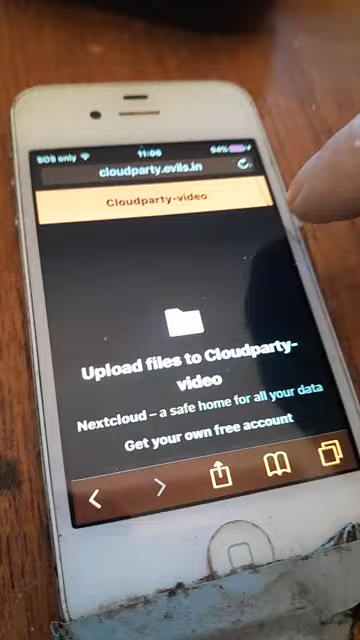 SOS only 11:06 94%
cloudparty.evils.in
Cloudparty-video
Upload files to Cloudparty-
video
Nextcloud – a safe home for all your data
Get your own free account